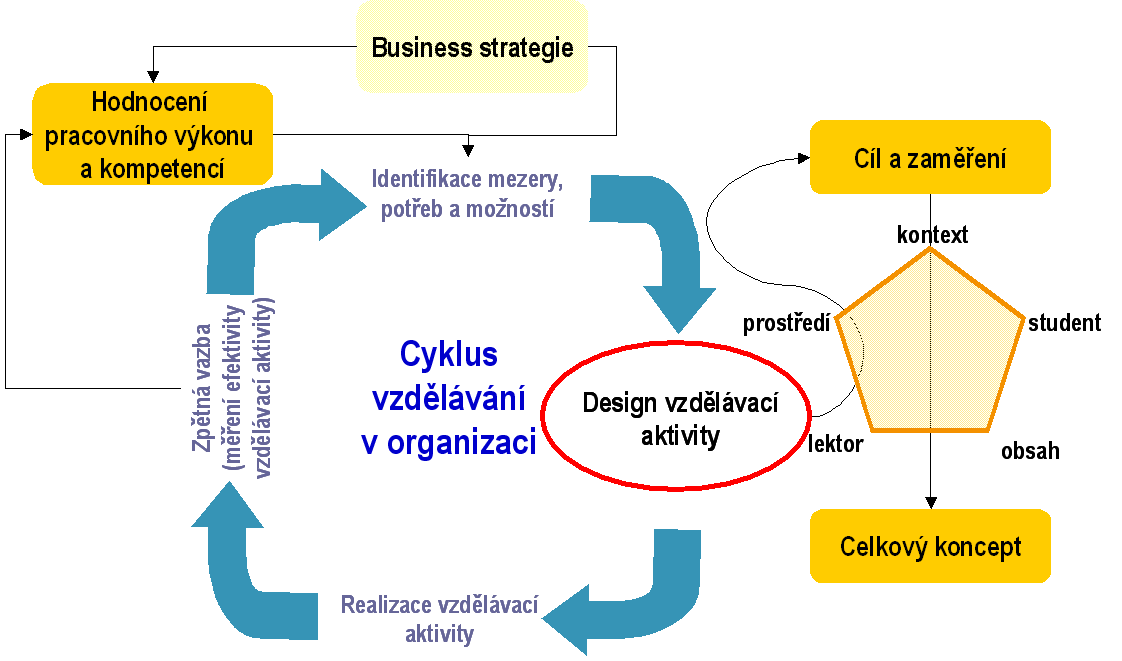 Business strategie
Hodnocení
pracovního výkonu
a kompetencí
Identifikace mezery,
potřeb a možností
Cíl a zaměření
kontext
prostředí
student
Cyklus
vzdělávání
v organizaci
Design vzdělávací
aktivity
lektor
obsah
Zpětná vazba
(měření efektivity
vzdělávací aktivity)
Celkový koncept
Realizace vzdělávací
aktivity